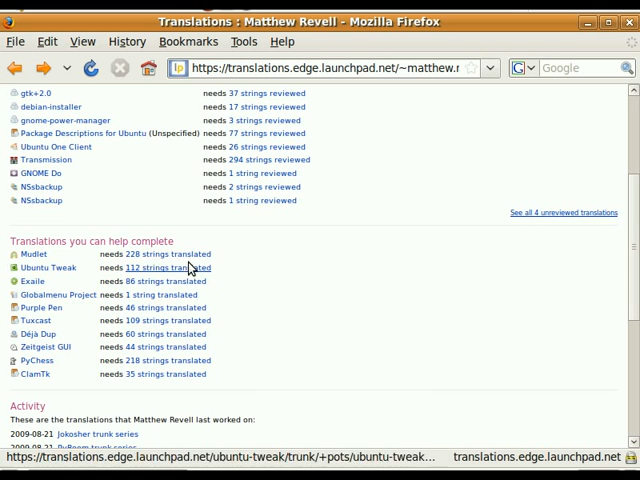 Translations : Matthew Revell - Mozilla Firefox
File Edit View History Bookmarks Tools Help
lp https://translations.edge.launchpad.net/~matthew.r G Google
gtk+2.0 needs 37 strings reviewed
debian-installer needs 17 strings reviewed
gnome-power-manager needs 3 strings reviewed
Package Descriptions for Ubuntu (Unspecified) needs 77 strings reviewed
Ubuntu One Client needs 26 strings reviewed
Transmission needs 294 strings reviewed
GNOME Do needs 1 string reviewed
NSsbackup needs 2 strings reviewed
NSsbackup needs 1 string reviewed
See all 4 unreviewed translations
Translations you can help complete
Mudlet needs 228 strings translated
Ubuntu Tweak needs 112 strings translated
Exaile needs 86 strings translated
Globalmenu Project needs 1 string translated
Purple Pen needs 46 strings translated
Tuxcast needs 109 strings translated
Déjà Dup needs 60 strings translated
Zeitgeist GUI needs 44 strings translated
PyChess needs 218 strings translated
ClamTk needs 35 strings translated
Activity
These are the translations that Matthew Revell last worked on:
2009-08-21 Jokosher trunk series
2009-08-21 PyRoom trunk series
https://translations.edge.launchpad.net/ubuntu-tweak/trunk/+pots/ubuntu-tweak... translations.edge.launchpad.net